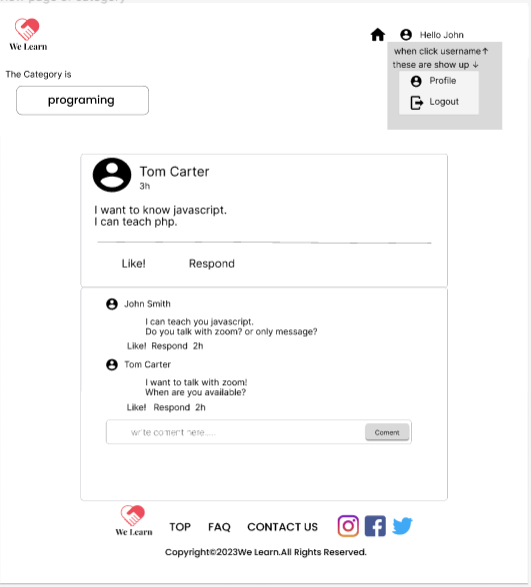 We Learn
Hello John
when click username↑
these are show up ↓
The Category is
Profile
programing
Logout
Tom Carter
3h
I want to know javascript.
I can teach php.
Like! Respond
John Smith
I can teach you javascript.
Do you talk with zoom? or only message?
Like! Respond 2h
Tom Carter
I want to talk with zoom!
When are you available?
Like! Respond 2h
here.....
Coment
We Learn
TOP FAQ CONTACT US
Copyright©2023We Learn.All Rights Reserved.